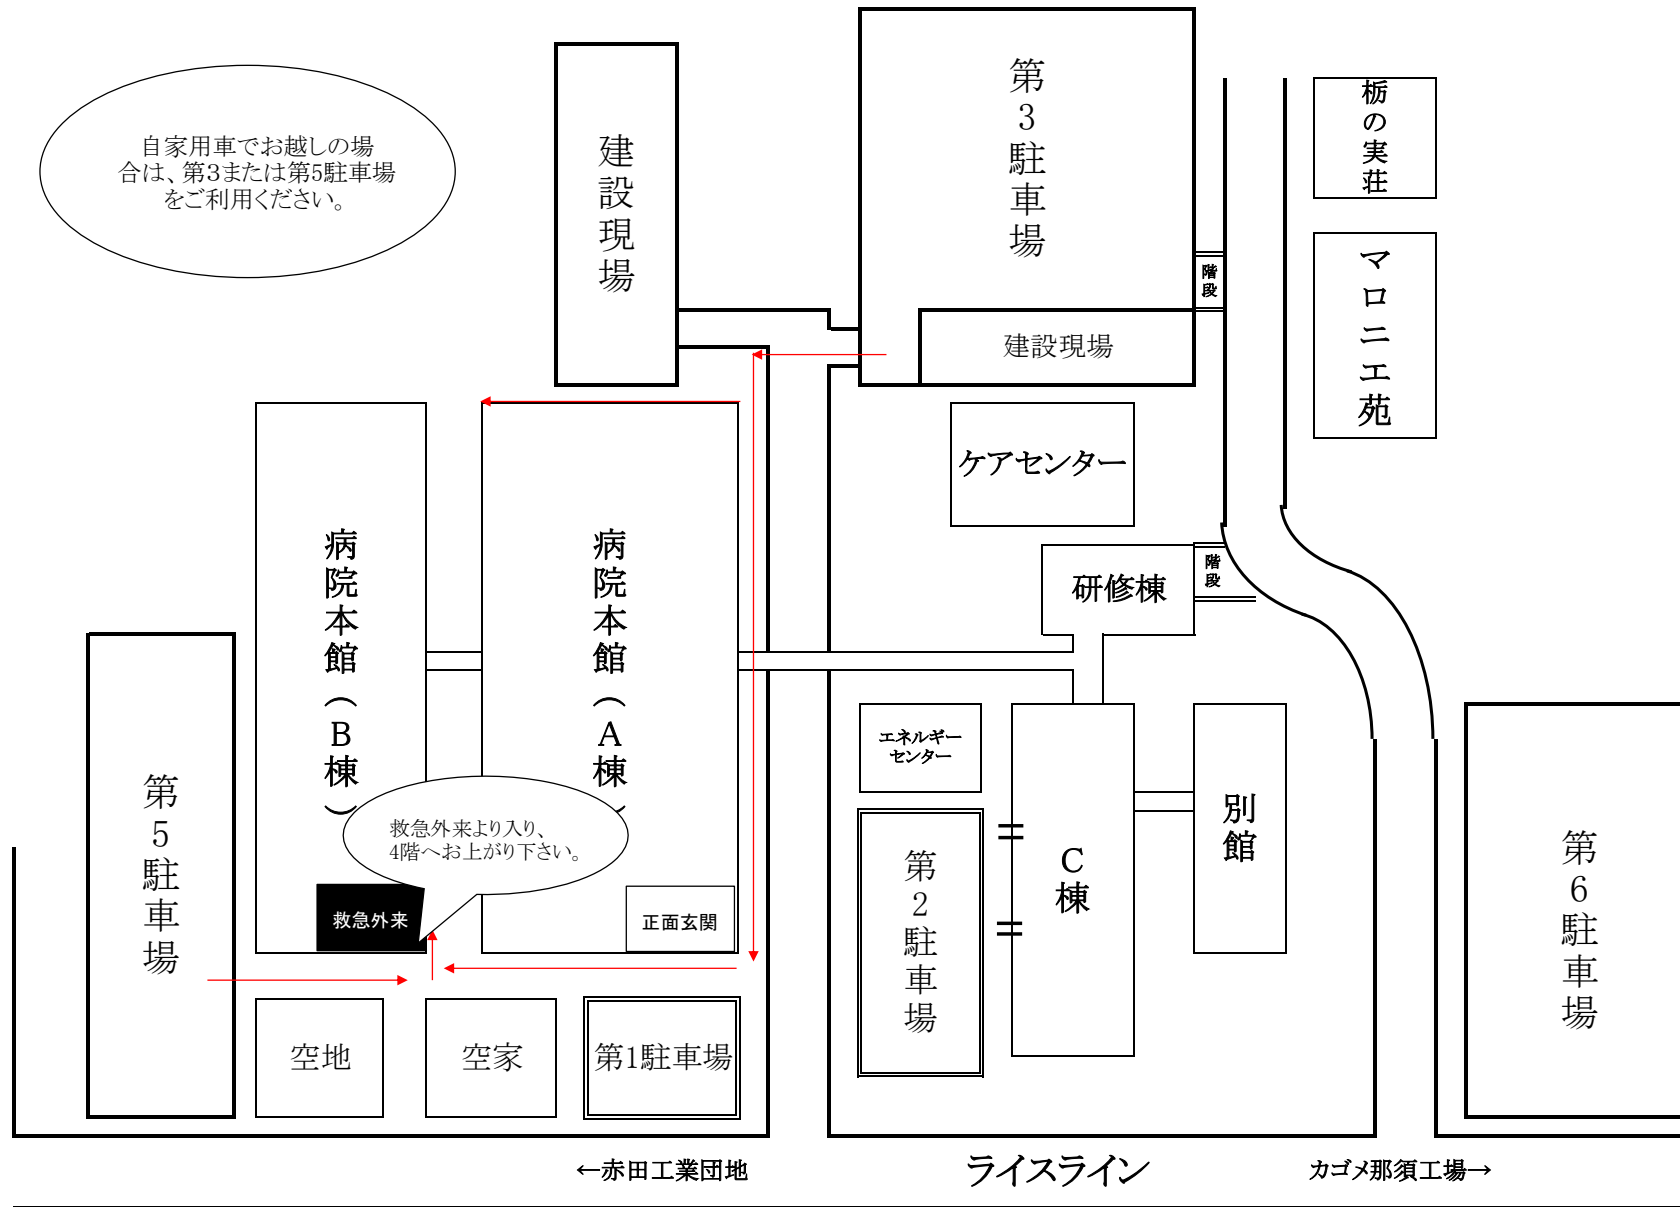 自家用車でお越しの場
合は、第3または第5駐車場
をご利用ください。
建設現場
第3駐車場
栃の実荘
階段
マロニエ苑
建設現場
ケアセンター
病院本館(B棟)
病院本館(A棟)
研修棟
階段
エネルギー
センター
第5駐車場
救急外来より入り、
4階へお上がり下さい。
第2駐車場
C棟
別館
第6駐車場
救急外来
正面玄関
空地
空家
第1駐車場
←赤田工業団地
ライスライン
カゴメ那須工場→